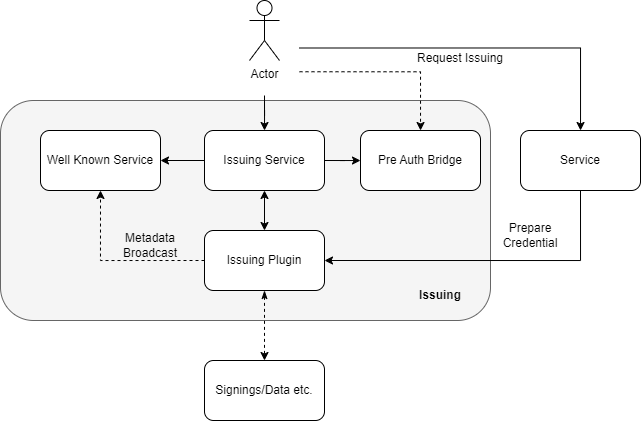 Actor
Request Issuing
Well Known Service
Issuing Service
Pre Auth Bridge
Service
Metadata
Broadcast
Issuing Plugin
Prepare
Credential
Issuing
Signings/Data etc.